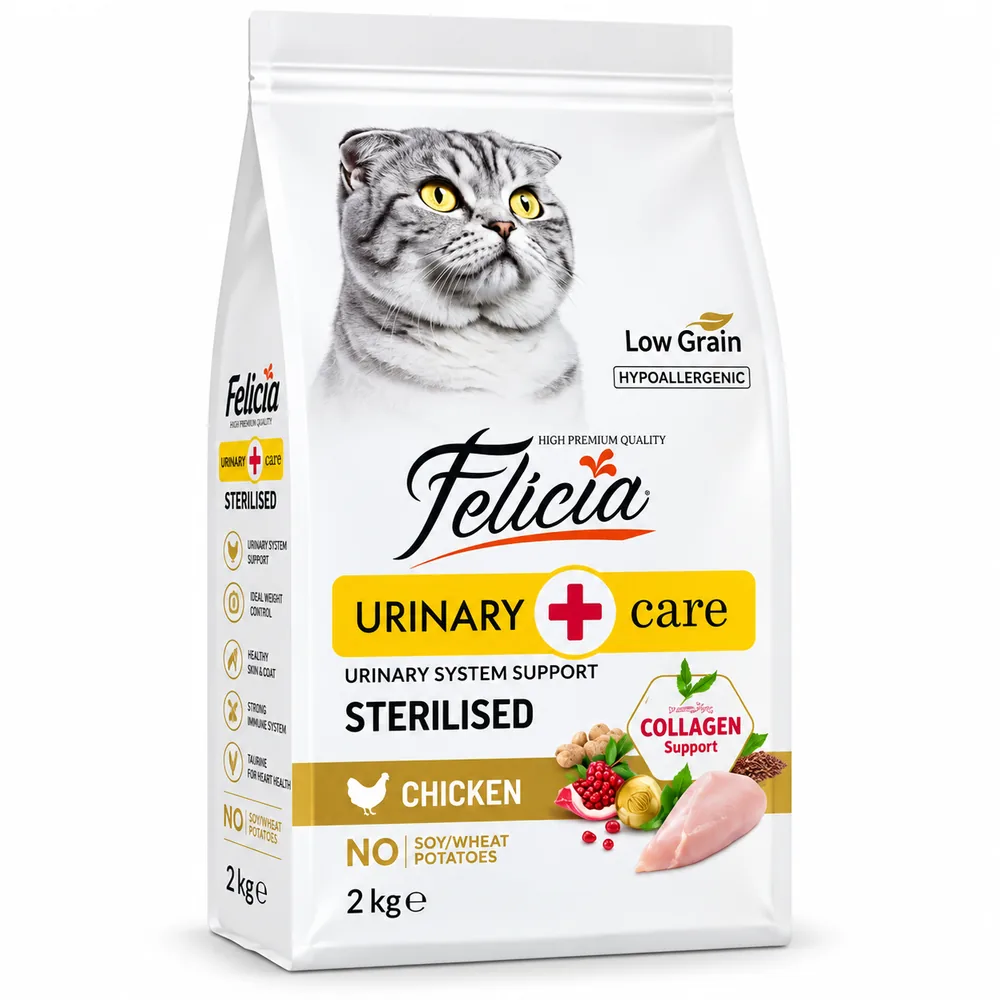 Low Grain
HYPOALLERGENIC
HIGH PREMIUM QUALITY
Felicia
URINARY + care
URINARY SYSTEM SUPPORT
STERILISED
COLLAGEN
Support
CHICKEN
NO SOY/WHEAT
POTATOES
2 kg ℮
Felicia
HIGH PREMIUM QUALITY
URINARY + care
STERILISED
URINARY SYSTEM
SUPPORT
IDEAL WEIGHT
CONTROL
HEALTHY
SKIN & COAT
STRONG
IMMUNE SYSTEM
TAURINE
FOR HEART HEALTH
NO SOY/WHEAT
POTATOES
2 kg ℮